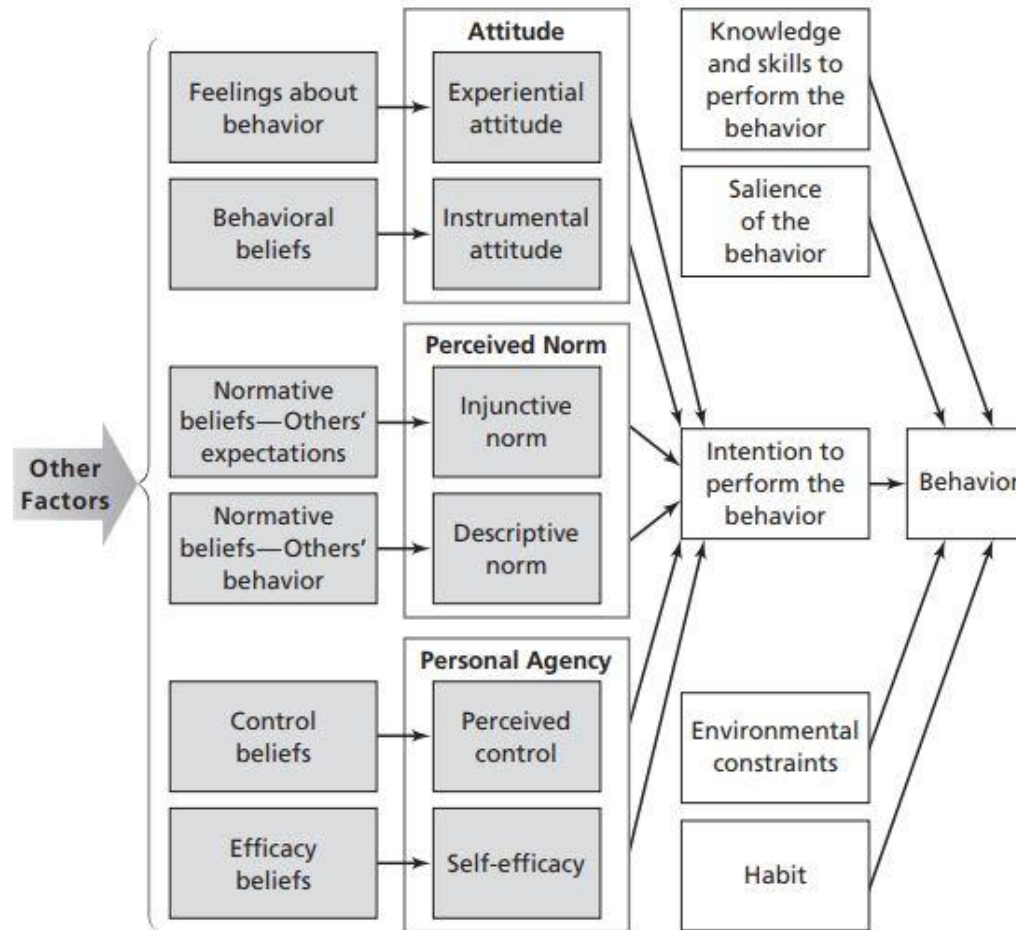 Attitude
Feelings about
behavior
Experiential
attitude
Behavioral
beliefs
Instrumental
attitude
Knowledge
and skills to
perform the
behavior
Salience
of the
behavior
Perceived Norm
Normative
beliefs—Others'
expectations
Injunctive
norm
Normative
beliefs—Others'
behavior
Descriptive
norm
Other
Factors
Intention to
perform the
behavior
Behavior
Personal Agency
Control
beliefs
Perceived
control
Efficacy
beliefs
Self-efficacy
Environmental
constraints
Habit